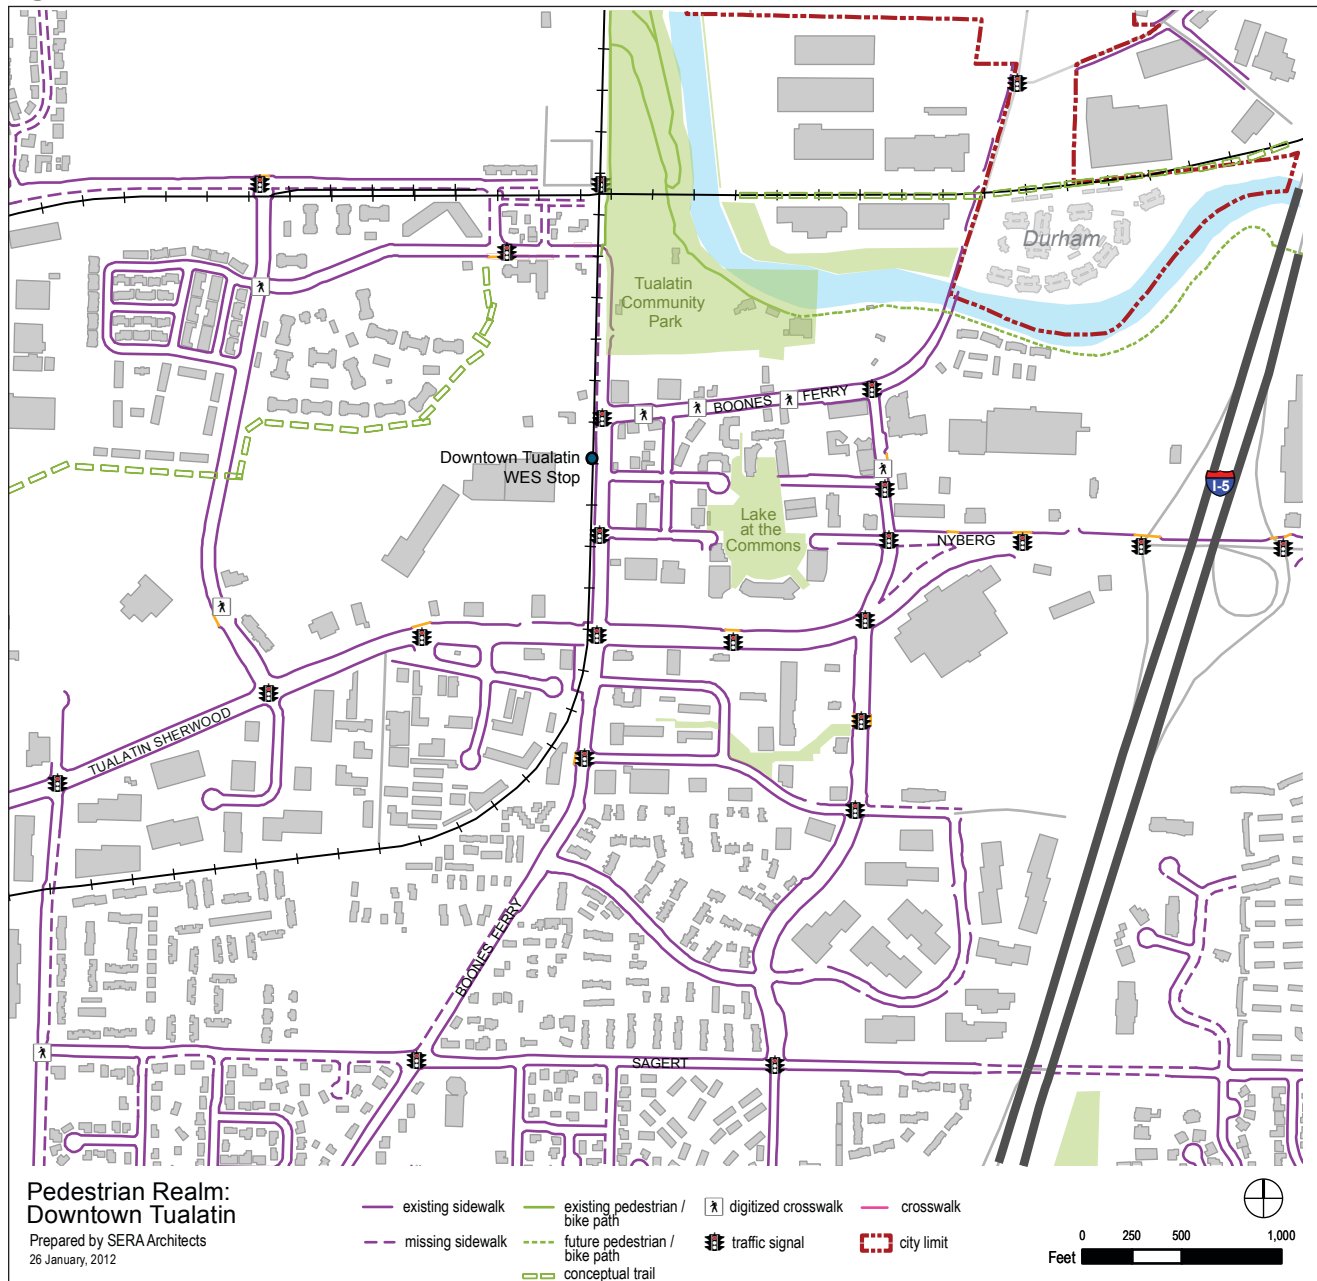 Durham
Tualatin
Community
Park
BOONES FERRY
Downtown Tualatin
WES Stop
I-5
Lake
at the
Commons
NYBERG
TUALATIN SHERWOOD
BOONES FERRY
SAGERT
Pedestrian Realm:
Downtown Tualatin
Prepared by SERA Architects
26 January, 2012
existing sidewalk
missing sidewalk
existing pedestrian /
bike path
future pedestrian /
bike path
conceptual trail
digitized crosswalk
traffic signal
crosswalk
city limit
0 250 500 1,000
Feet